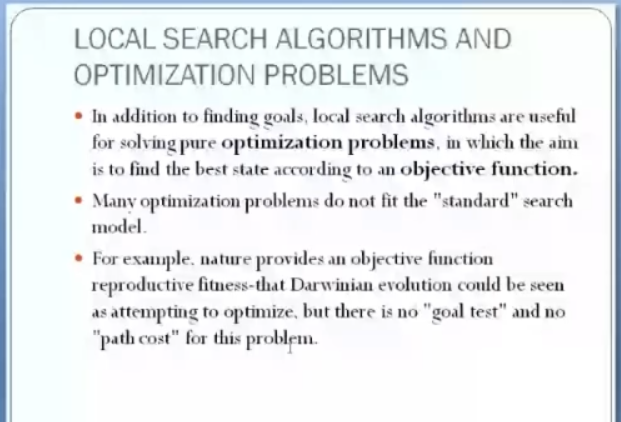 LOCAL SEARCH ALGORITHMS AND
OPTIMIZATION PROBLEMS
• In addition to finding goals, local search algorithms are useful
for solving pure optimization problems, in which the aim
is to find the best state according to an objective function.
• Many optimization problems do not fit the "standard" search
model.
• For example, nature provides an objective function
reproductive fitness-that Darwinian evolution could be seen
as attempting to optimize, but there is no "goal test" and no
"path cost" for this problem.